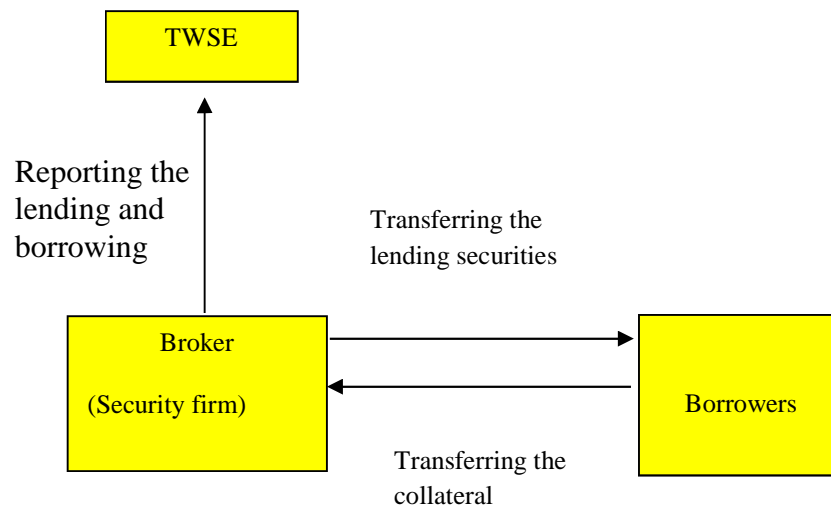 TWSE
Reporting the
lending and
borrowing
Transferring the
lending securities
Broker
(Security firm)
Borrowers
Transferring the
collateral